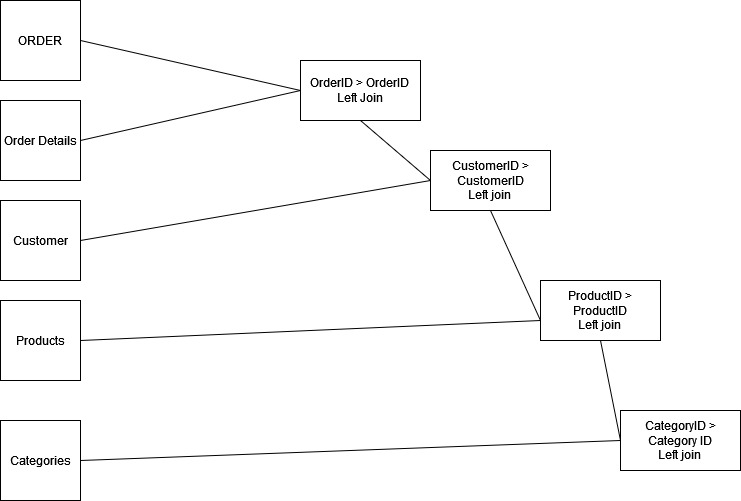 ORDER
OrderID > OrderID
Left Join
Order Details
CustomerID >
CustomerID
Left join
Customer
ProductID >
ProductID
Left join
Products
CategoryID >
Category ID
Left join
Categories